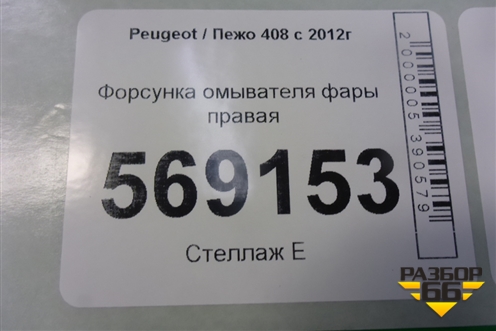 Peugeot / Пежо 408 с 2012г
Форсунка омывателя фары
правая
569153
Стеллаж Е
2000005390579
РАЗБОР
66